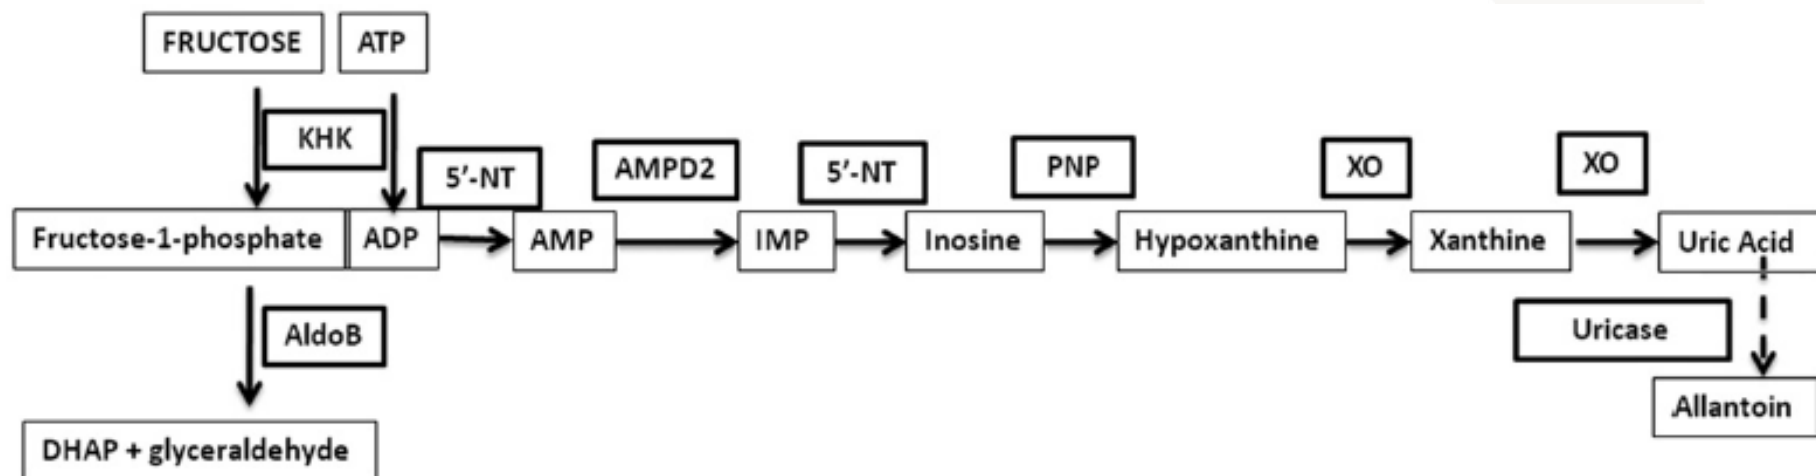 FRUCTOSE ATP
KHK
5'-NT AMPD2 5'-NT PNP XO XO
Fructose-1-phosphate ADP AMP IMP Inosine Hypoxanthine Xanthine Uric Acid
AldoB Uricase
Allantoin
DHAP + glyceraldehyde